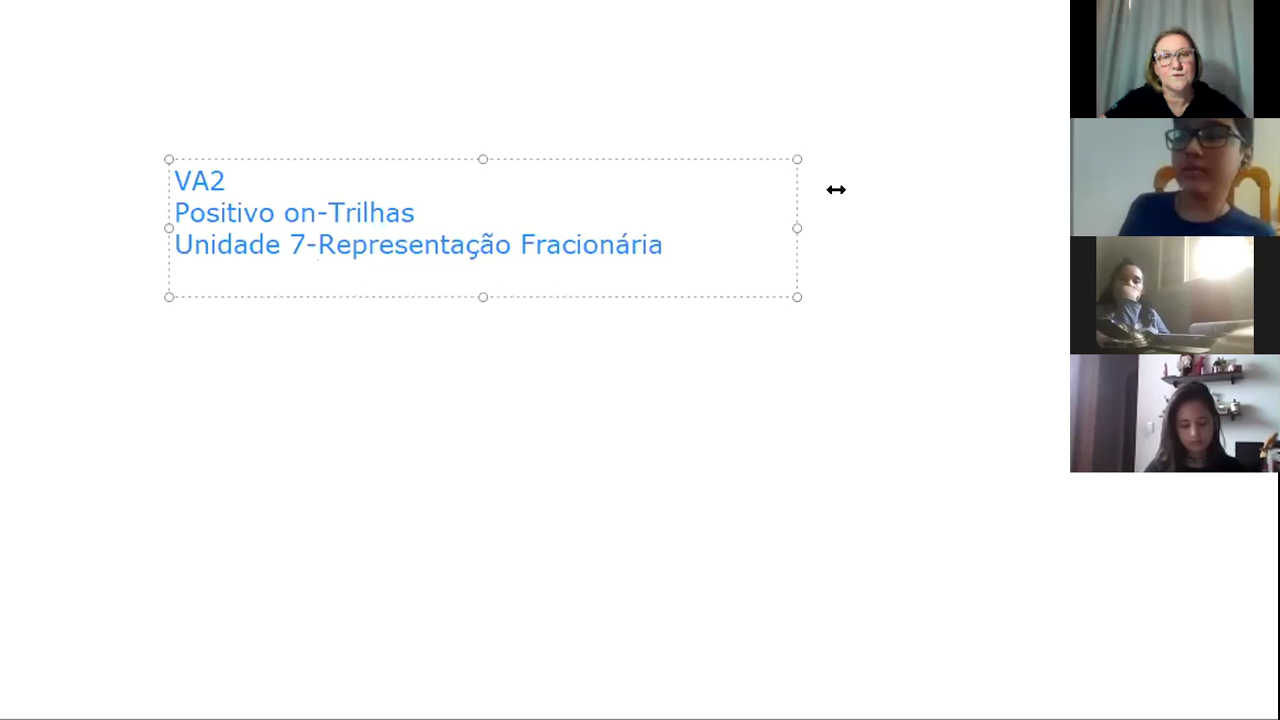 VA2
Positivo on-Trilhas
Unidade 7-Representação Fracionária